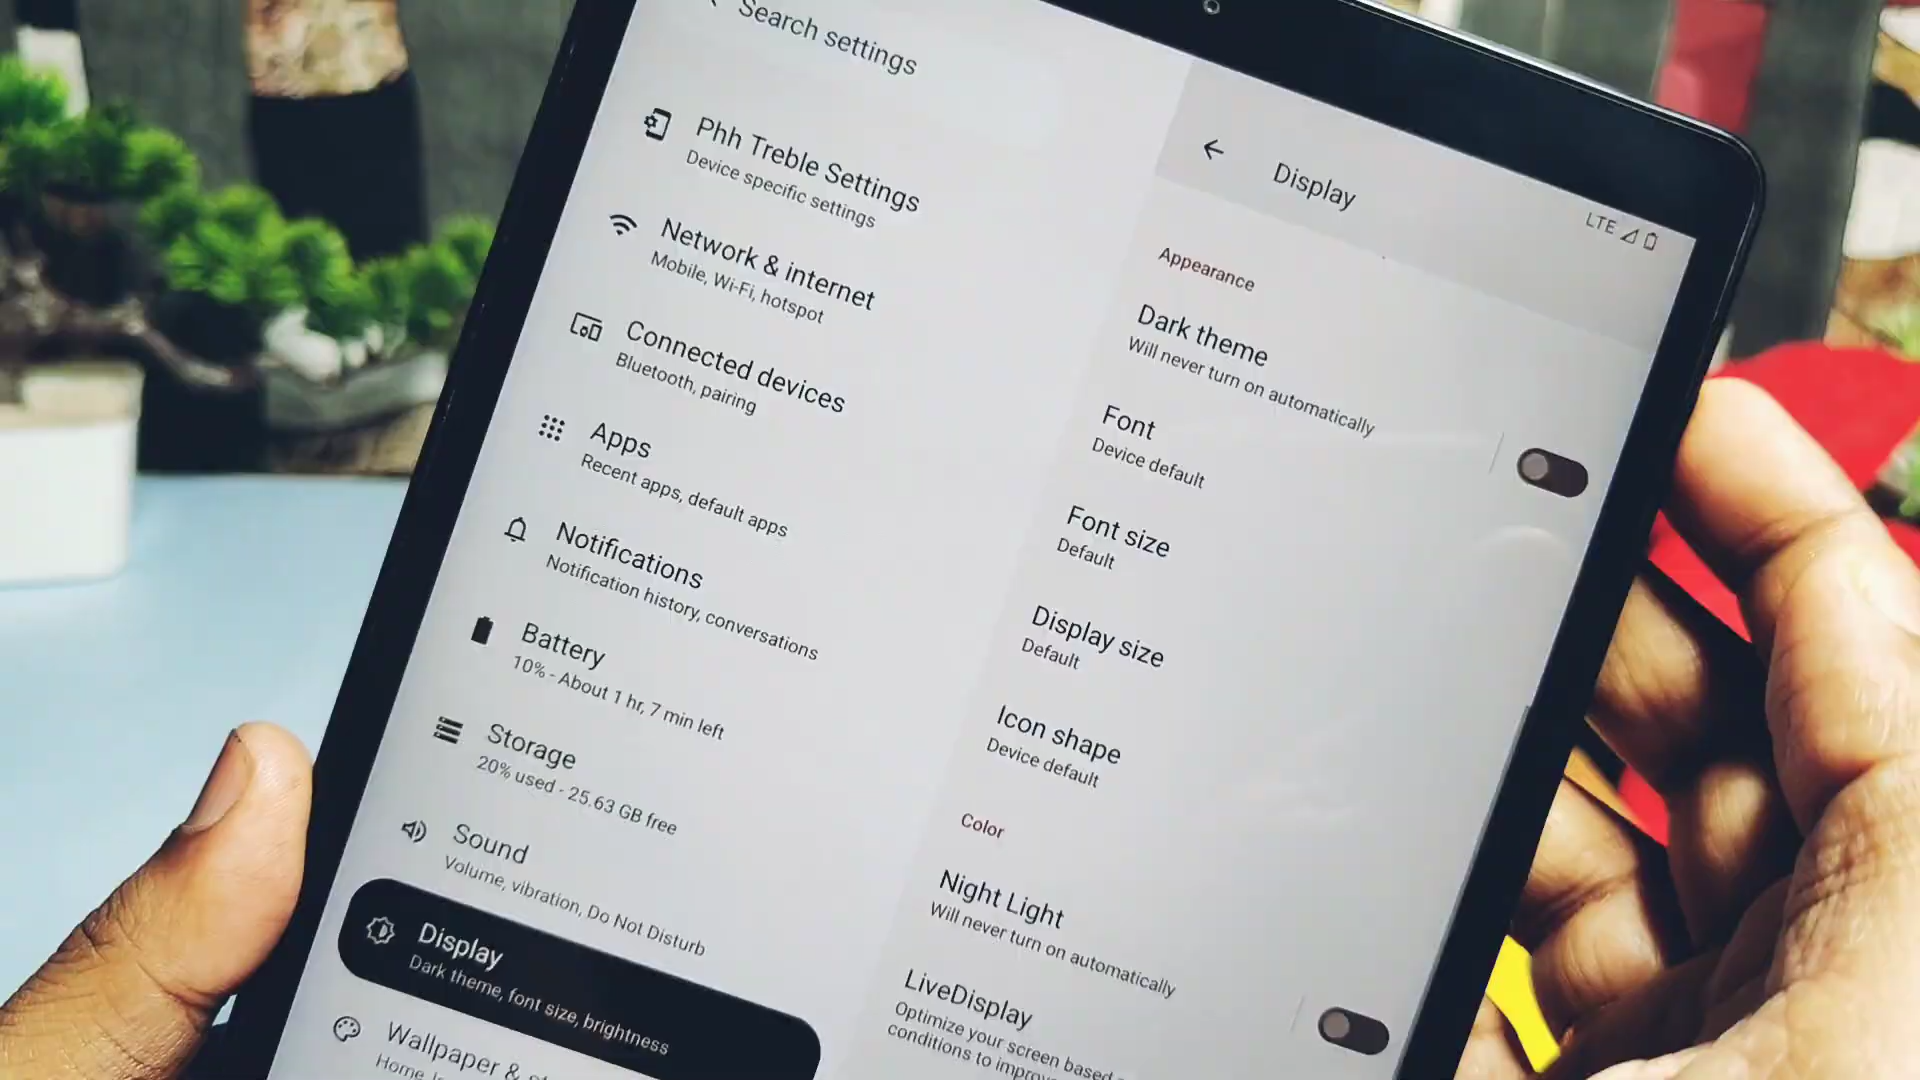 Search settings
Phh Treble Settings
Device specific settings
Network & internet
Mobile, Wi-Fi, hotspot
Connected devices
Bluetooth, pairing
Apps
Recent apps, default apps
Notifications
Notification history, conversations
Battery
10% - About 1 hr, 7 min left
Storage
20% used - 25.63 GB free
Sound
Volume, vibration, Do Not Disturb
Display
Dark theme, font size, brightness
Wallpaper &
Home,
LTE
Display
Appearance
Dark theme
Will never turn on automatically
Font
Device default
Font size
Default
Display size
Default
Icon shape
Device default
Color
Night Light
Will never turn on automatically
LiveDisplay
Optimize your screen based
conditions to